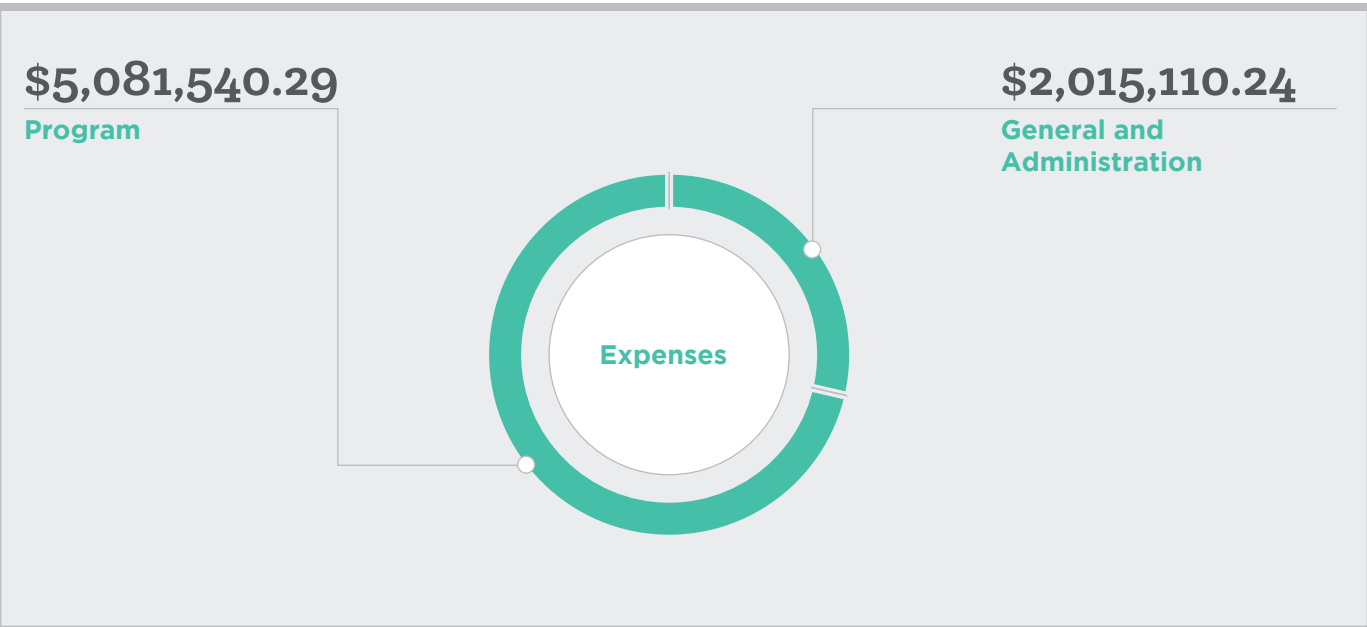 $5,081,540.29
Program
$2,015,110.24
General and
Administration
Expenses